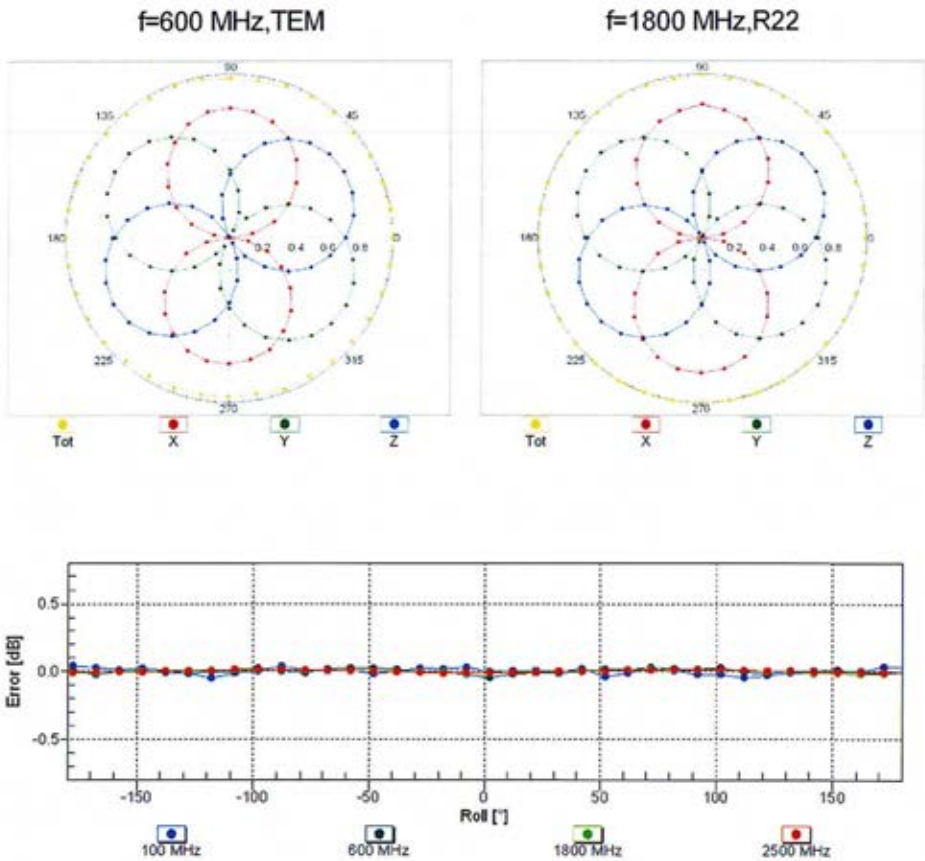 f=600 MHz,TEM
f=1800 MHz,R22
90
135
45
180
0.2 0.4 0.6 0.8
0
225
315
270
Tot
X
Y
Z
90
135
45
180
0.2 0.4 0.6 0.8
0
225
315
270
Tot
X
Y
Z
0.5
0.0
-0.5
Error [dB]
-150
-100
-50
0
50
100
150
Roll [°]
100 MHz
600 MHz
1800 MHz
2500 MHz